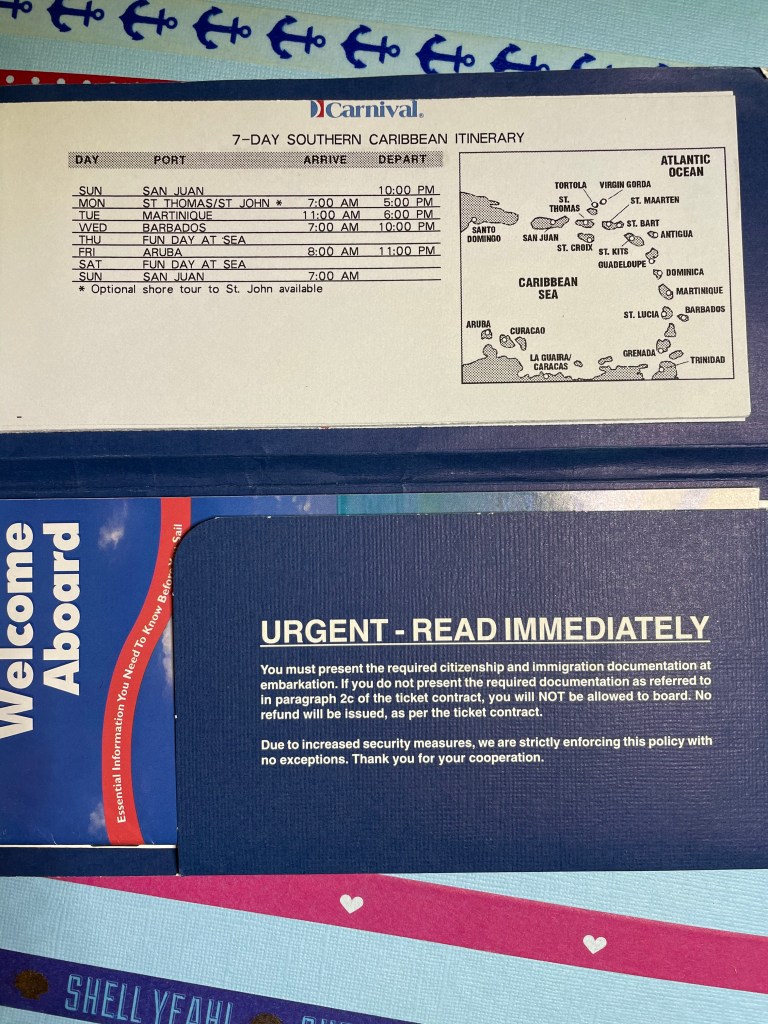 Carnival®
7-DAY SOUTHERN CARIBBEAN ITINERARY
DAY PORT ARRIVE DEPART
SUN SAN JUAN 10:00 PM
MON ST THOMAS/ST JOHN * 7:00 AM 5:00 PM
TUE MARTINIQUE 11:00 AM 6:00 PM
WED BARBADOS 7:00 AM 10:00 PM
THU FUN DAY AT SEA
FRI ARUBA 8:00 AM 11:00 PM
SAT FUN DAY AT SEA
SUN SAN JUAN 7:00 AM
* Optional shore tour to St. John available
ATLANTIC
OCEAN
TORTOLA
VIRGIN GORDA
ST.
THOMAS
ST. MAARTEN
SANTO
DOMINGO
SAN JUAN
ST. BART
ST. CROIX
ST. KITS
ANTIGUA
GUADELOUPE
DOMINICA
CARIBBEAN
SEA
MARTINIQUE
ST. LUCIA
BARBADOS
ARUBA
CURACAO
LA GUAIRA/
CARACAS
GRENADA
TRINIDAD
Welcome
Aboard
Essential Information You Need To Know Before You Sail
URGENT - READ IMMEDIATELY
You must present the required citizenship and immigration documentation at
embarkation. If you do not present the required documentation as referred to
in paragraph 2c of the ticket contract, you will NOT be allowed to board. No
refund will be issued, as per the ticket contract.
Due to increased security measures, we are strictly enforcing this policy with
no exceptions. Thank you for your cooperation.
SHELL YEAH!